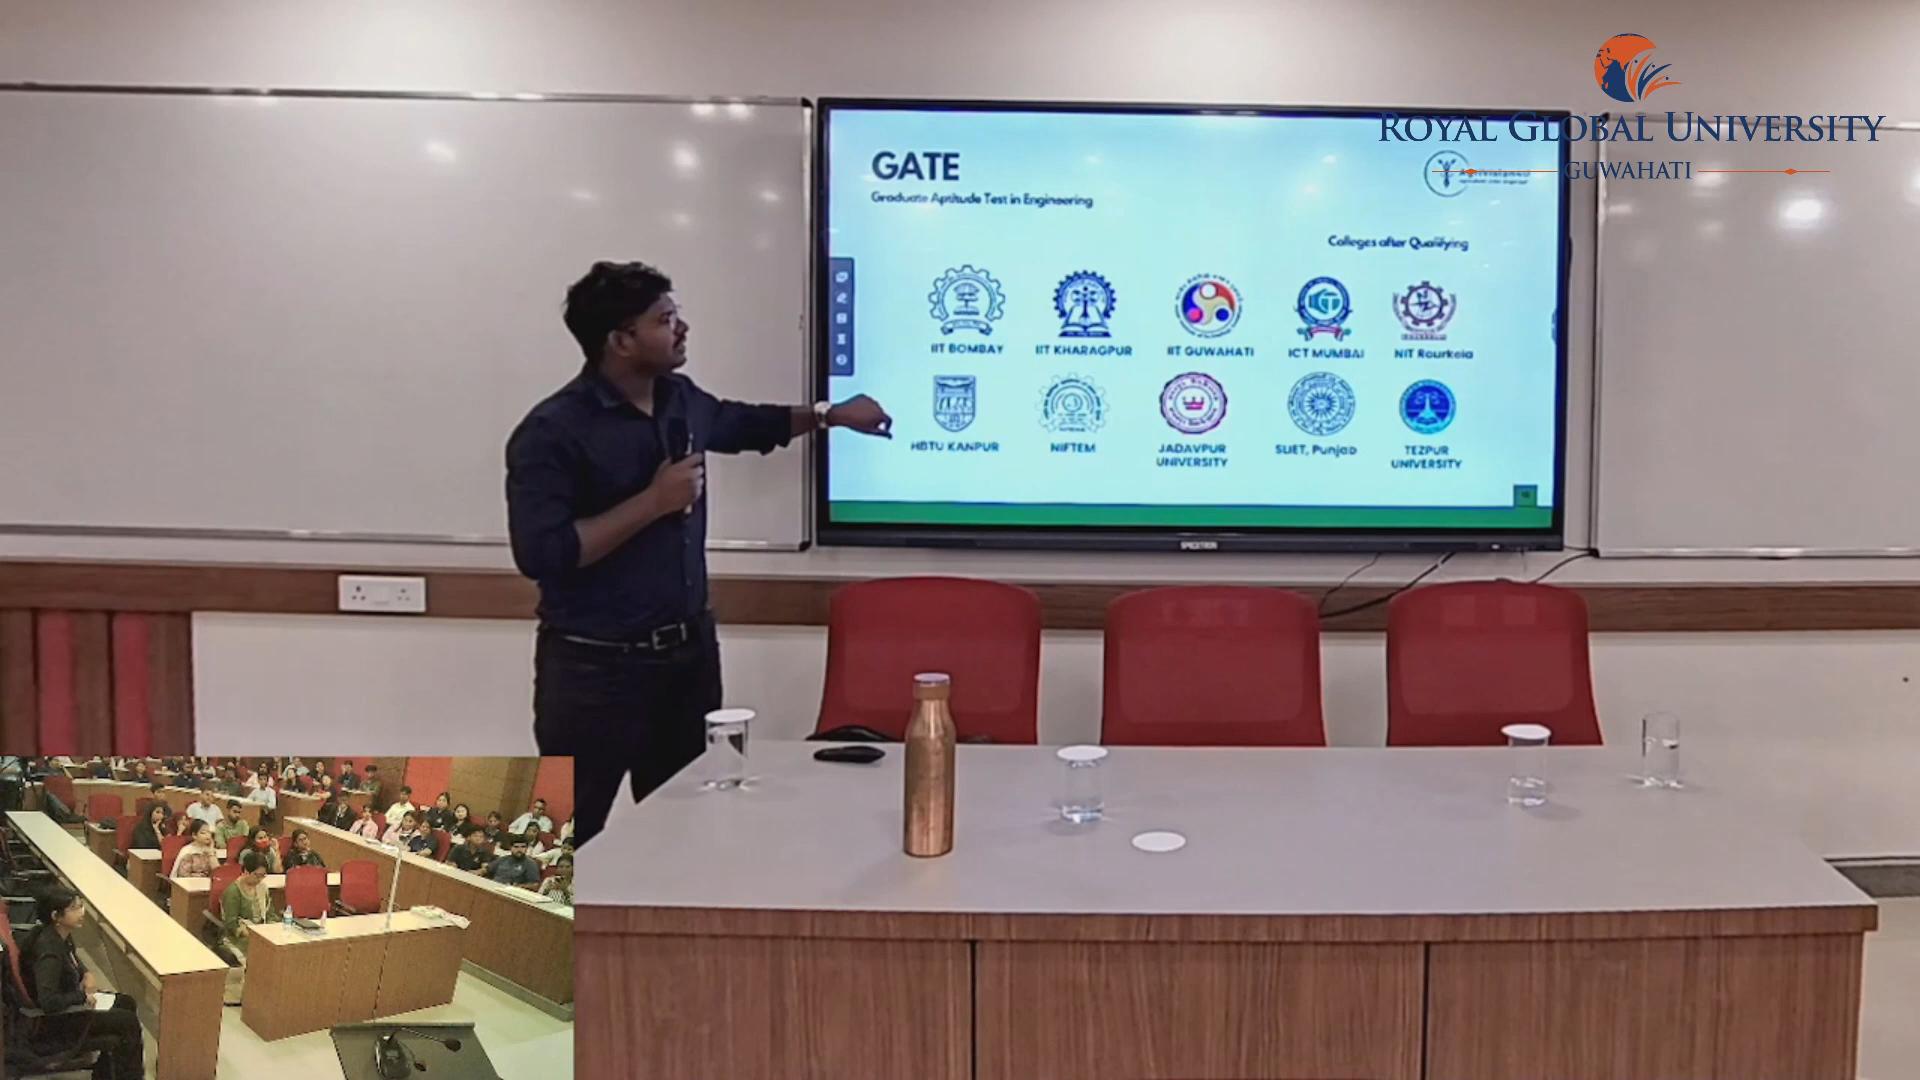 ROYAL GLOBAL UNIVERSITY
GUWAHATI
GATE
Graduate Aptitude Test in Engineering
Colleges after Qualifying
IIT BOMBAY
IIT KHARAGPUR
IIT GUWAHATI
ICT MUMBAI
NIT Rourkela
HBTU KANPUR
NIFTEM
JADAVPUR
UNIVERSITY
SLIET, Punjab
TEZPUR
UNIVERSITY